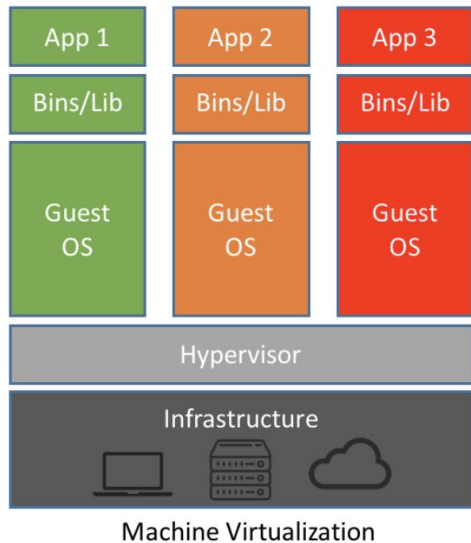 App 1
App 2
App 3
Bins/Lib
Bins/Lib
Bins/Lib
Guest
OS
Guest
OS
Guest
OS
Hypervisor
Infrastructure
Machine Virtualization